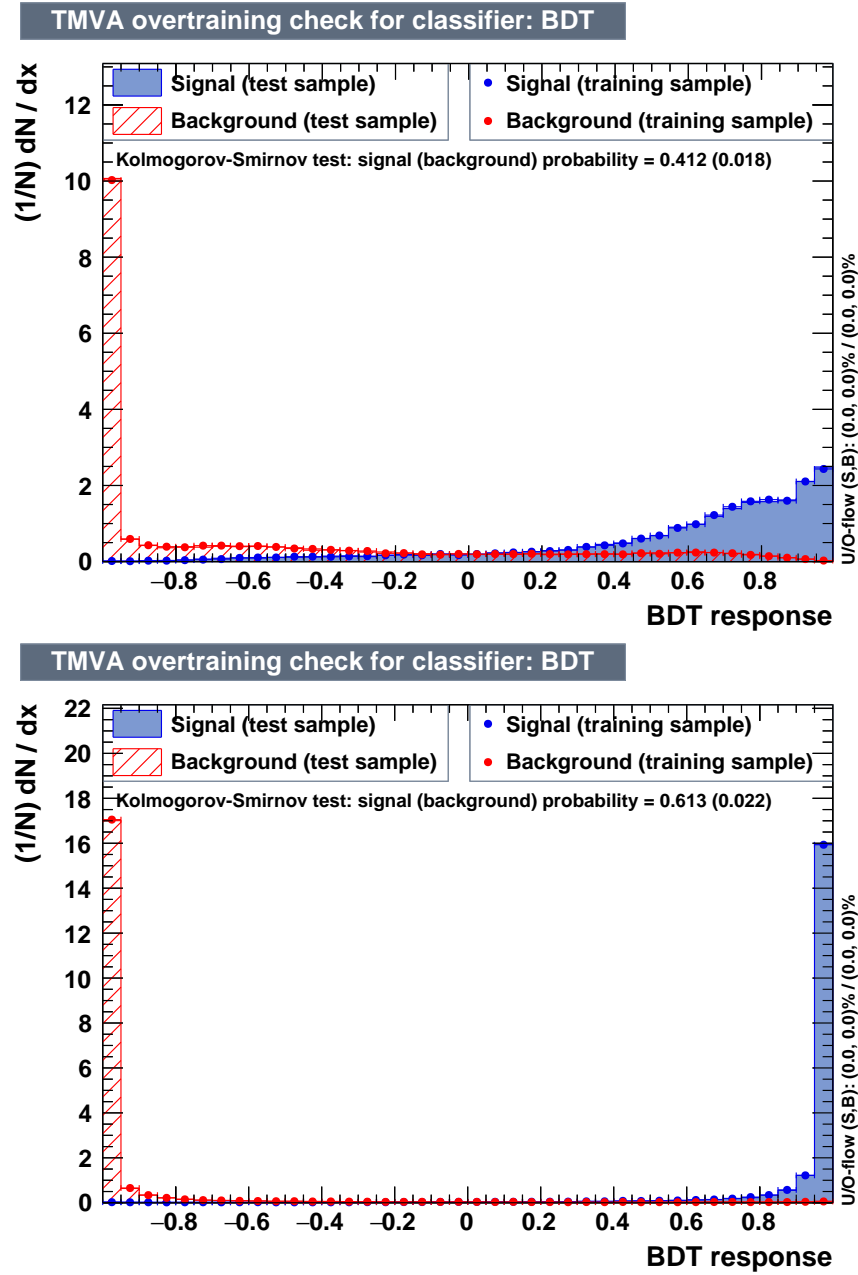 TMVA overtraining check for classifier: BDT
Signal (test sample)
Background (test sample)
Signal (training sample)
Background (training sample)
Kolmogorov-Smirnov test: signal (background) probability = 0.412 (0.018)
(1/N) dN / dx
12
10
8
6
4
2
0
−0.8 −0.6 −0.4 −0.2 0 0.2 0.4 0.6 0.8
BDT response
U/O-flow (S,B): (0.0, 0.0)% / (0.0, 0.0)%
TMVA overtraining check for classifier: BDT
Signal (test sample)
Background (test sample)
Signal (training sample)
Background (training sample)
Kolmogorov-Smirnov test: signal (background) probability = 0.613 (0.022)
(1/N) dN / dx
22
20
18
16
14
12
10
8
6
4
2
0
−0.8 −0.6 −0.4 −0.2 0 0.2 0.4 0.6 0.8
BDT response
U/O-flow (S,B): (0.0, 0.0)% / (0.0, 0.0)%